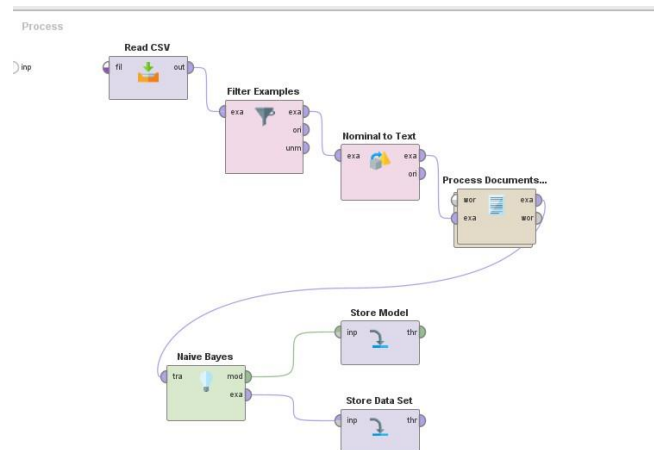 Process
inp
Read CSV
fil out
Filter Examples
exa exa
ori
unm
Nominal to Text
exa exa
ori
Process Documents...
wor exa
exa wor
Store Model
inp thr
Naive Bayes
tra mod
exa
Store Data Set
inp thr